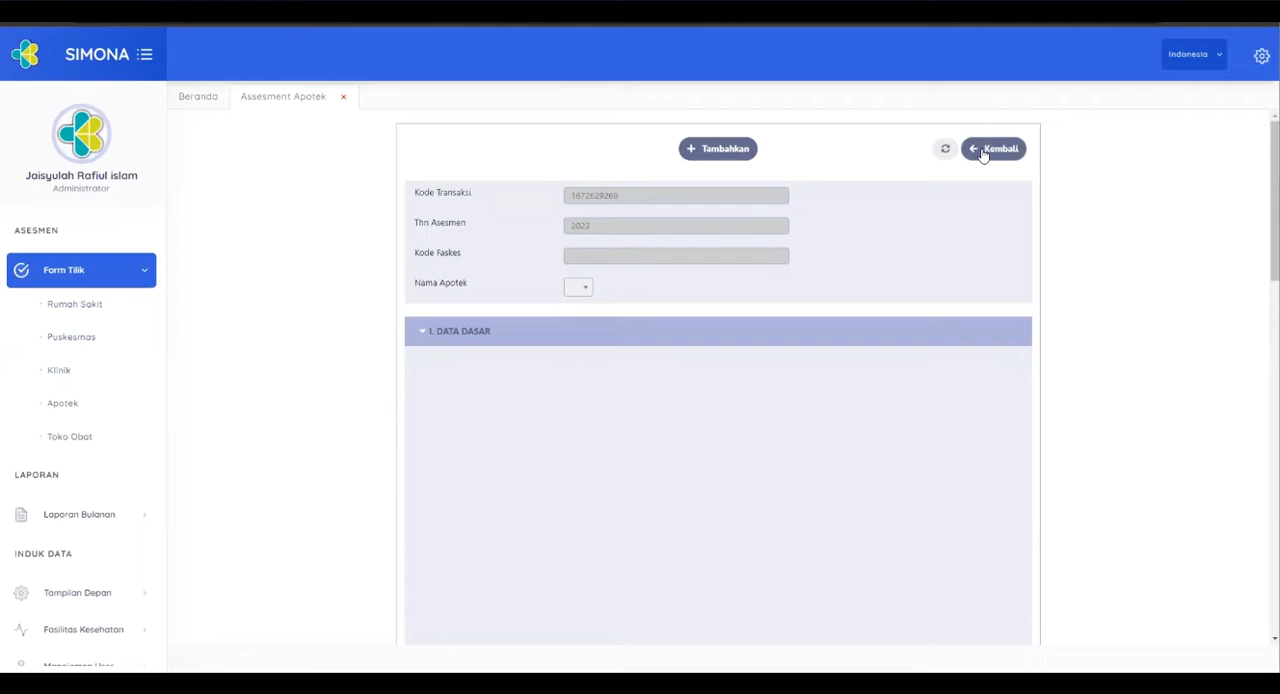 SIMONA
Indonesia
Jaisyulah Rafiul islam
Administrator
ASESMEN
Form Tilik
Rumah Sakit
Puskesmas
Klinik
Apotek
Toko Obat
LAPORAN
Laporan Bulanan
INDUK DATA
Tampilan Depan
Fasilitas Kesehatan
Manajemen User
Beranda
Assesment Apotek
+ Tambahkan
Kembali
Kode Transaksi
1672629269
Thn Asesmen
2023
Kode Faskes
Nama Apotek
I. DATA DASAR